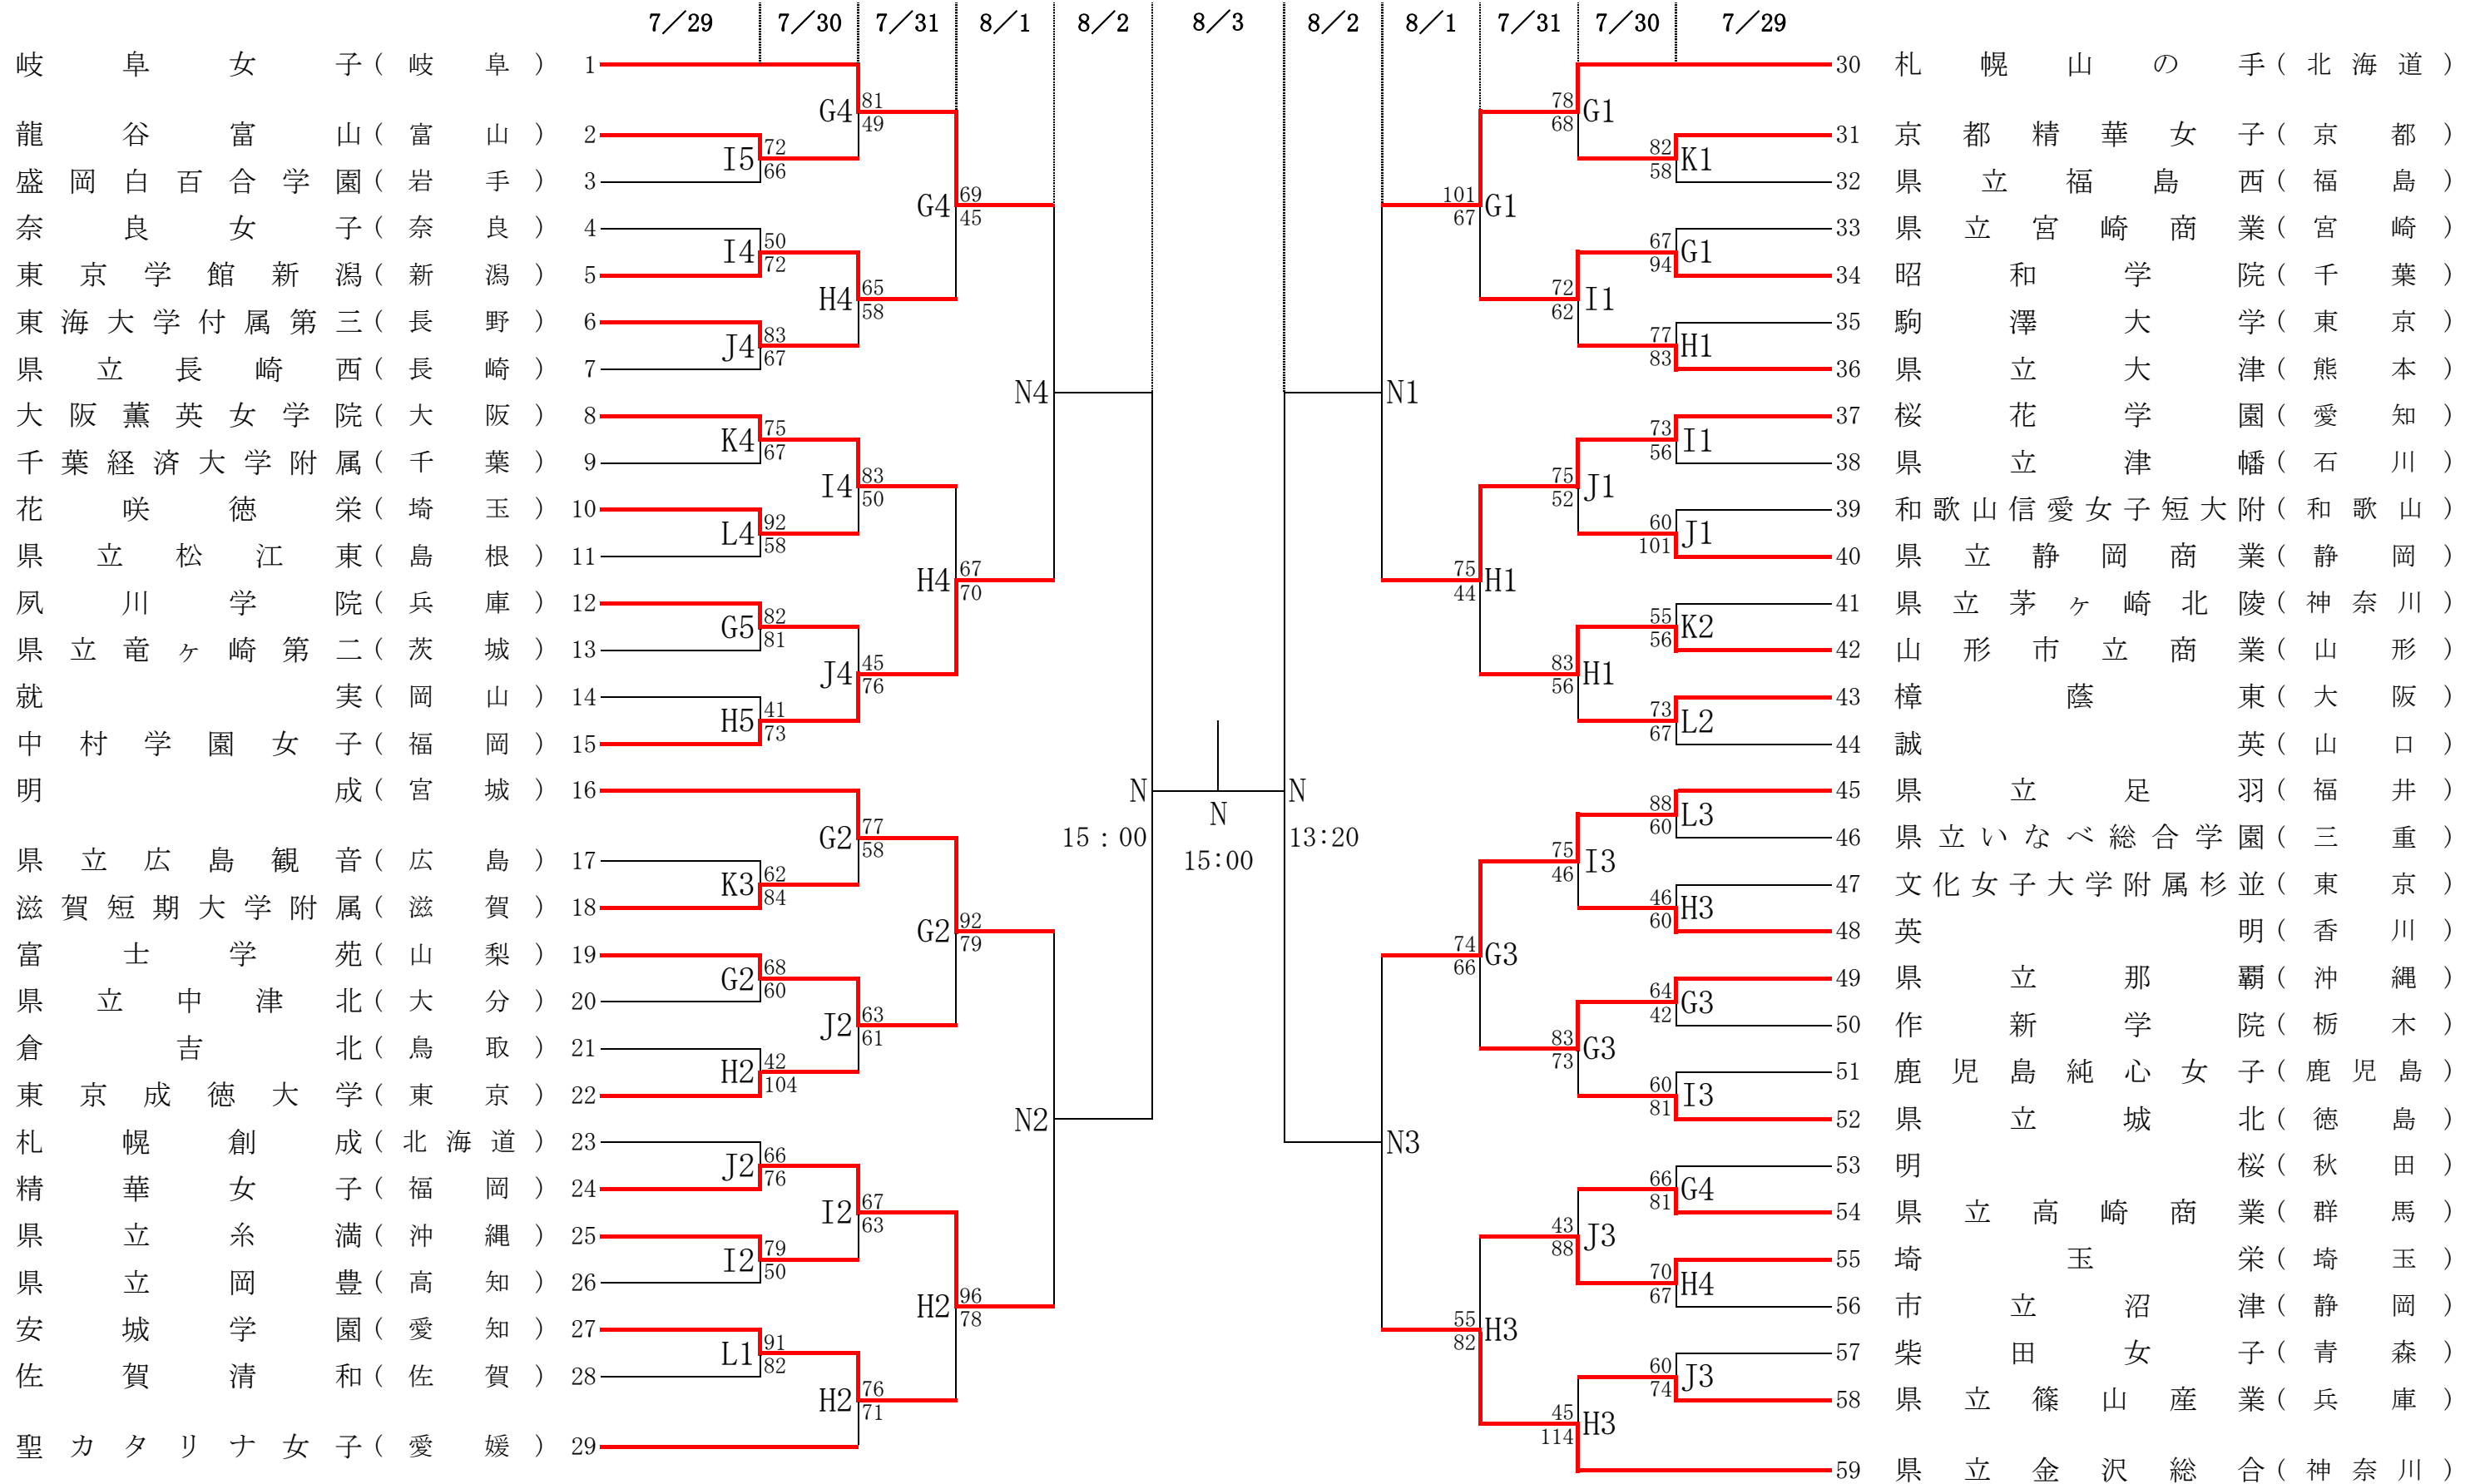 7／29 7／30 7／31 8／1 8／2 8／3 8／2 8／1 7／31 7／30 7／29
岐阜女子(岐阜) 1
龍谷富山(富山) 2
盛岡白百合学園(岩手) 3
奈良女子(奈良) 4
東京学館新潟(新潟) 5
東海大学付属第三(長野) 6
県立長崎西(長崎) 7
大阪薫英女学院(大阪) 8
千葉経済大学附属(千葉) 9
花咲徳栄(埼玉) 10
県立松江東(島根) 11
夙川学院(兵庫) 12
県立竜ヶ崎第二(茨城) 13
就実(岡山) 14
中村学園女子(福岡) 15
明成(宮城) 16
県立広島観音(広島) 17
滋賀短期大学附属(滋賀) 18
富士学苑(山梨) 19
県立中津北(大分) 20
倉吉北(鳥取) 21
東京成徳大学(東京) 22
札幌創成(北海道) 23
精華女子(福岡) 24
県立糸満(沖縄) 25
県立岡豊(高知) 26
安城学園(愛知) 27
佐賀清和(佐賀) 28
聖カタリナ女子(愛媛) 29
I5 72 66
I4 50 72
J4 83 67
K4 75 67
L4 92 58
G5 82 81
H5 41 73
K3 62 84
G2 68 60
H2 42 104
J2 66 76
I2 79 50
L1 91 82
G4 81 49
H4 65 58
I4 83 50
J4 45 76
G2 77 58
J2 63 61
I2 67 63
H2 76 71
G4 69 45
H4 67 70
G2 92 79
H2 96 78
N4
N2
N
15：00
N
15:00
N
13:20
N1
N3
101 67 G1
75 44 H1
74 66 G3
55 82 H3
78 68 G1
72 62 I1
75 52 J1
83 56 H1
75 46 I3
83 73 G3
43 88 J3
45 114 H3
82 58 K1
67 94 G1
77 83 H1
73 56 I1
60 101 J1
55 56 K2
73 67 L2
88 60 L3
46 60 H3
64 42 G3
60 81 I3
66 81 G4
70 67 H4
60 74 J3
30 札幌山の手(北海道)
31 京都精華女子(京都)
32 県立福島西(福島)
33 県立宮崎商業(宮崎)
34 昭和学院(千葉)
35 駒澤大学(東京)
36 県立大津(熊本)
37 桜花学園(愛知)
38 県立津幡(石川)
39 和歌山信愛女子短大附(和歌山)
40 県立静岡商業(静岡)
41 県立茅ヶ崎北陵(神奈川)
42 山形市立商業(山形)
43 樟蔭東(大阪)
44 誠英(山口)
45 県立足羽(福井)
46 県立いなべ総合学園(三重)
47 文化女子大学附属杉並(東京)
48 英明(香川)
49 県立那覇(沖縄)
50 作新学院(栃木)
51 鹿児島純心女子(鹿児島)
52 県立城北(徳島)
53 明桜(秋田)
54 県立高崎商業(群馬)
55 埼玉栄(埼玉)
56 市立沼津(静岡)
57 柴田女子(青森)
58 県立篠山産業(兵庫)
59 県立金沢総合(神奈川)